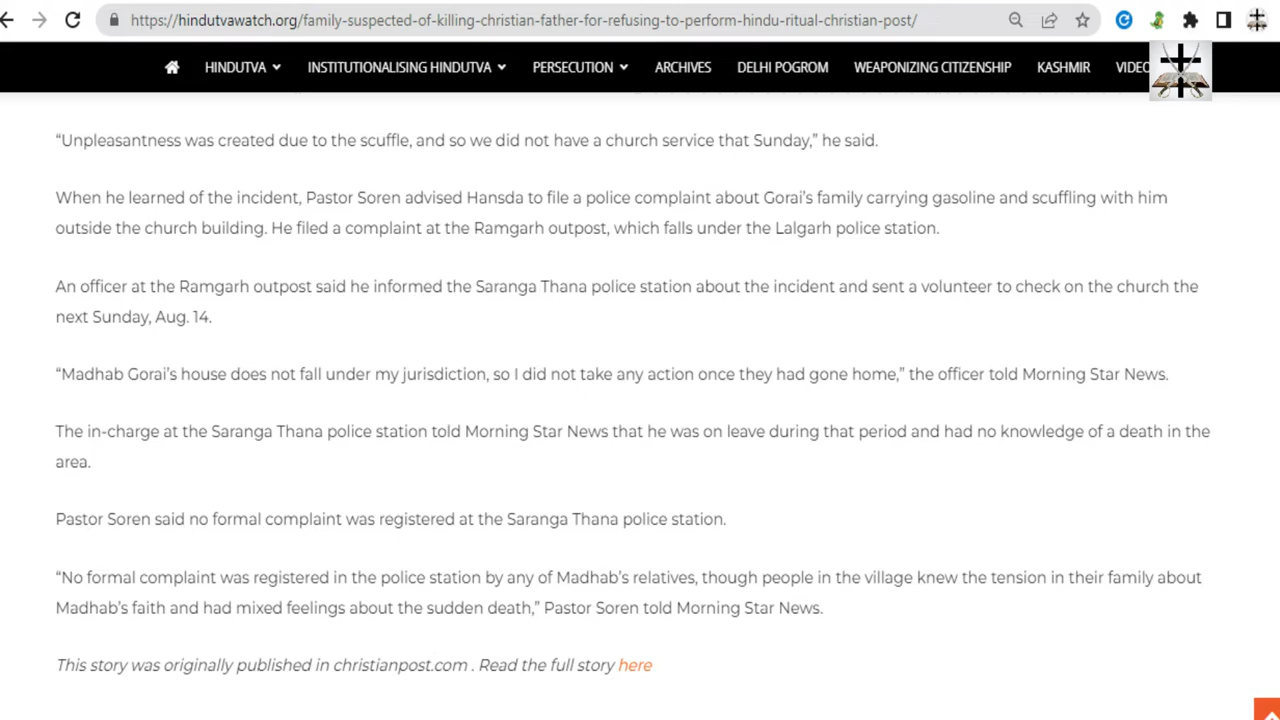 https://hindutvawatch.org/family-suspected-of-killing-christian-father-for-refusing-to-perform-hindu-ritual-christian-post/
HINDUTVA INSTITUTIONALISING HINDUTVA PERSECUTION ARCHIVES DELHI POGROM WEAPONIZING CITIZENSHIP KASHMIR VIDEO
“Unpleasantness was created due to the scuffle, and so we did not have a church service that Sunday,” he said.
When he learned of the incident, Pastor Soren advised Hansda to file a police complaint about Gorai’s family carrying gasoline and scuffling with him
outside the church building. He filed a complaint at the Ramgarh outpost, which falls under the Lalgarh police station.
An officer at the Ramgarh outpost said he informed the Saranga Thana police station about the incident and sent a volunteer to check on the church the
next Sunday, Aug. 14.
“Madhab Gorai’s house does not fall under my jurisdiction, so I did not take any action once they had gone home,” the officer told Morning Star News.
The in-charge at the Saranga Thana police station told Morning Star News that he was on leave during that period and had no knowledge of a death in the
area.
Pastor Soren said no formal complaint was registered at the Saranga Thana police station.
“No formal complaint was registered in the police station by any of Madhab’s relatives, though people in the village knew the tension in their family about
Madhab’s faith and had mixed feelings about the sudden death,” Pastor Soren told Morning Star News.
This story was originally published in christianpost.com . Read the full story here